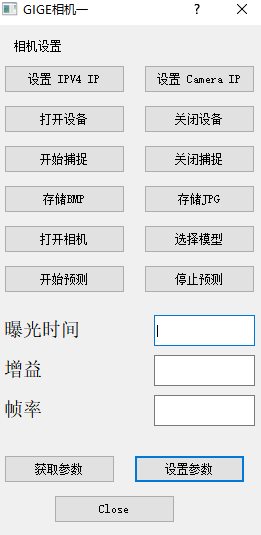 GIGE相机一
相机设置
设置 IPV4 IP 设置 Camera IP
打开设备 关闭设备
开始捕捉 关闭捕捉
存储BMP 存储JPG
打开相机 选择模型
开始预测 停止预测
曝光时间
增益
帧率
获取参数 设置参数
Close